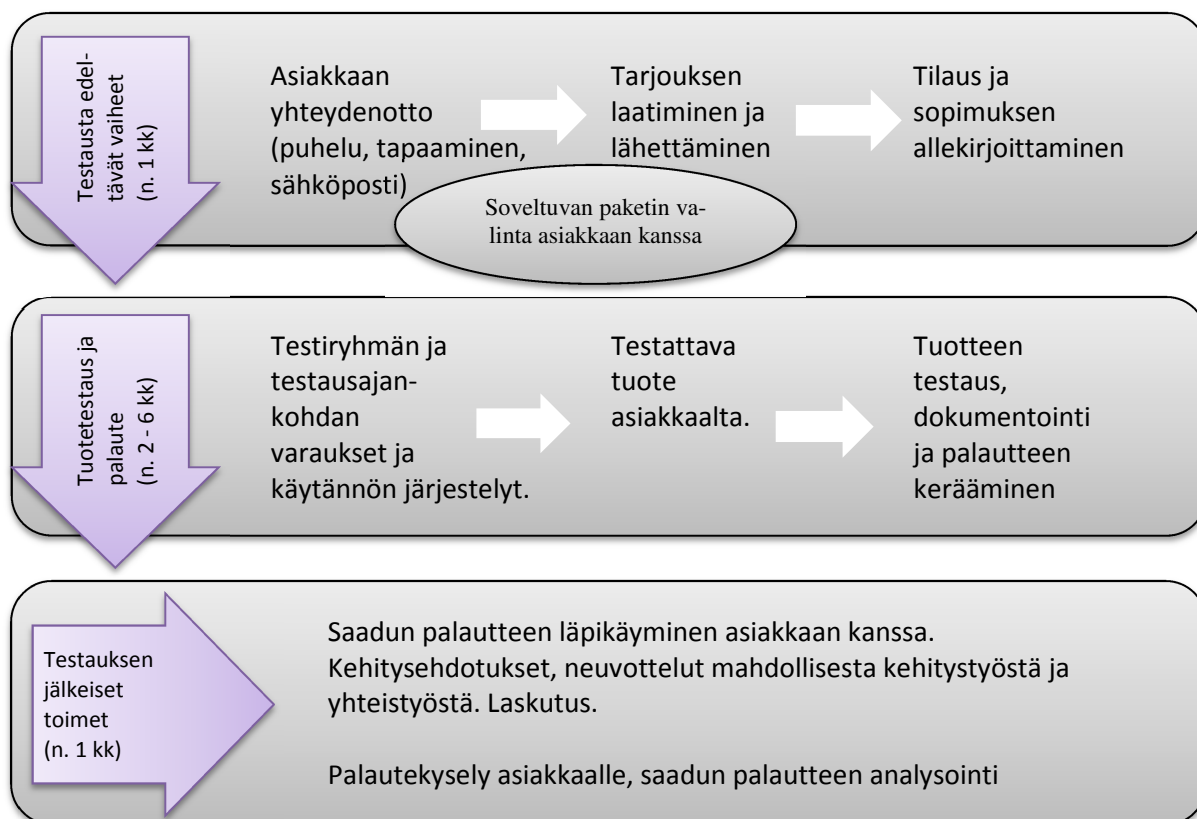 Testausta edel-
tävät vaiheet
(n. 1 kk)
Asiakkaan
yhteydenotto
(puhelu, tapaaminen,
sähköposti)
Tarjouksen
laatiminen ja
lähettäminen
Tilaus ja
sopimuksen
allekirjoittaminen
Soveltuvan paketin va-
linta asiakkaan kanssa
Tuotetestaus ja
palaute
(n. 2 - 6 kk)
Testiryhmän ja
testausajan-
kohdan
varaukset ja
käytännön järjestelyt.
Testattava
tuote
asiakkaalta.
Tuotteen
testaus,
dokumentointi
ja palautteen
kerääminen
Testauksen
jälkeiset
toimet
(n. 1 kk)
Saadun palautteen läpikäyminen asiakkaan kanssa.
Kehitysehdotukset, neuvottelut mahdollisesta kehitystyöstä ja
yhteistyöstä. Laskutus.
Palautekysely asiakkaalle, saadun palautteen analysointi